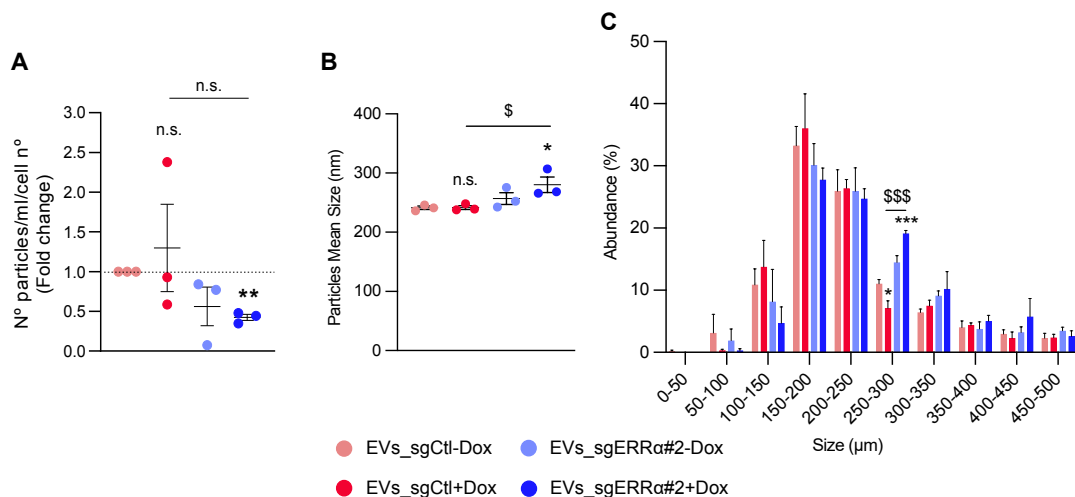 A
n.s.
n.s.
**
Nº particles/ml/cell nº
(Fold change)
3.0
2.5
2.0
1.5
1.0
0.5
0.0
B
$
n.s.
*
Particles Mean Size (nm)
400
300
200
100
0
C
$$$
***
*
Abundance (%)
50
40
30
20
10
0
0-50
50-100
100-150
150-200
200-250
250-300
300-350
350-400
400-450
450-500
Size (µm)
EVs_sgCtl-Dox
EVs_sgERRα#2-Dox
EVs_sgCtl+Dox
EVs_sgERRα#2+Dox